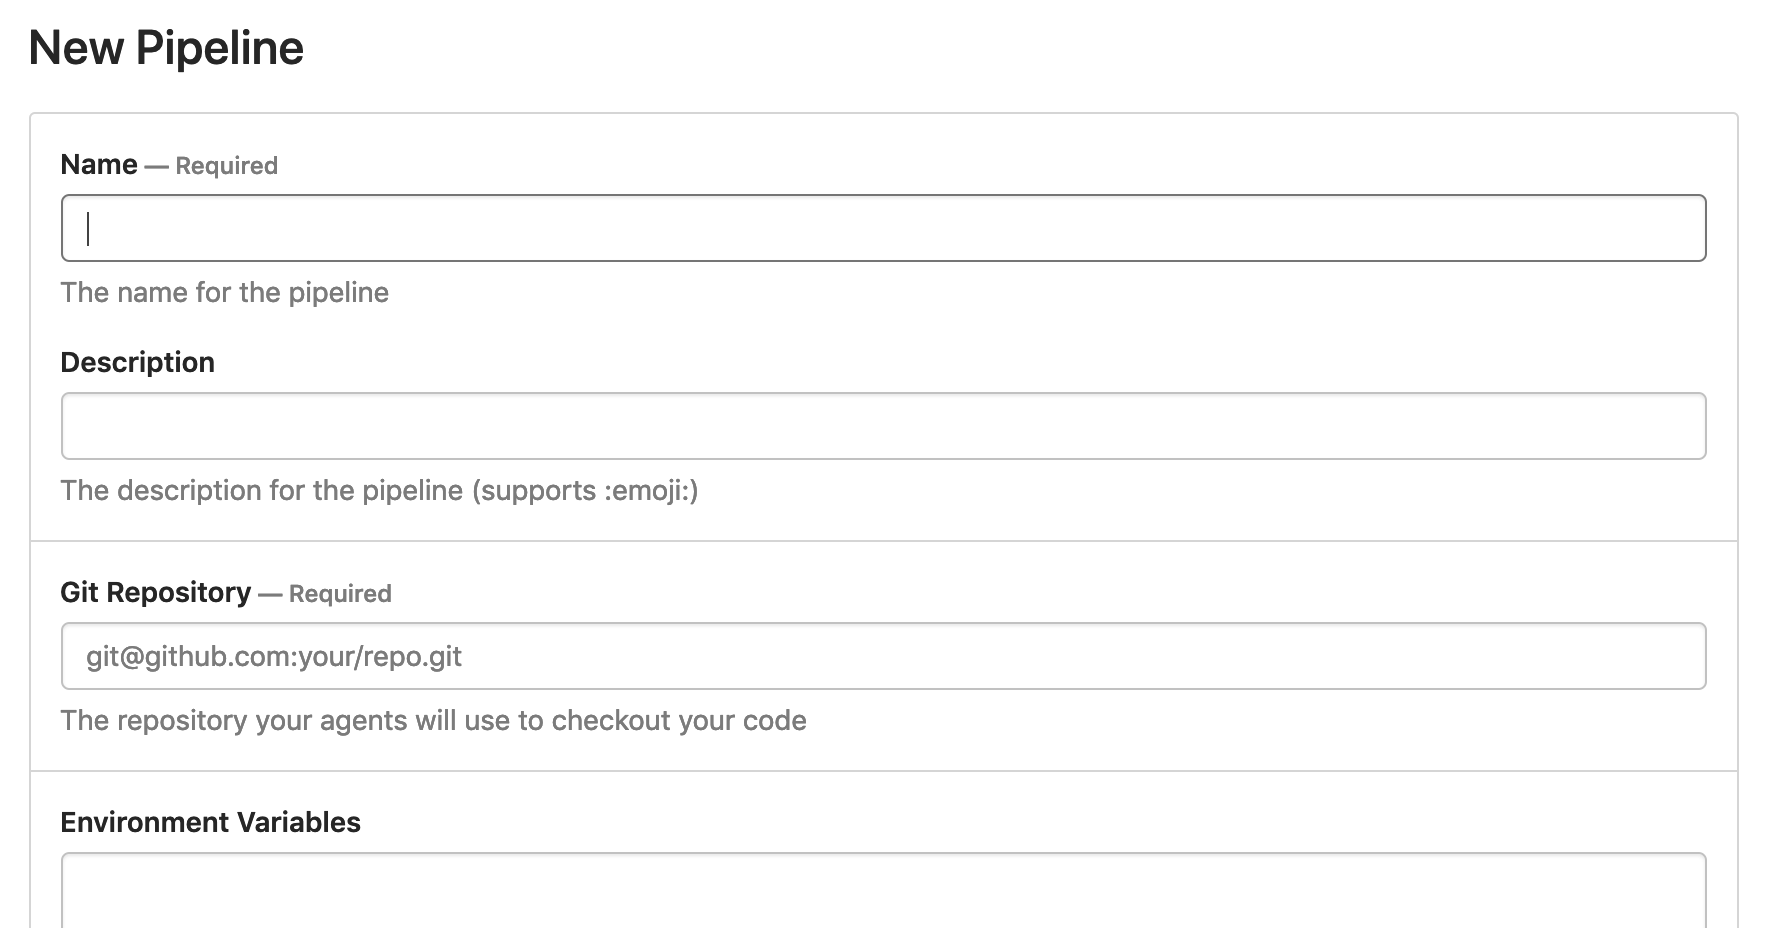 New Pipeline
Name — Required
The name for the pipeline
Description
The description for the pipeline (supports :emoji:)
Git Repository — Required
git@github.com:your/repo.git
The repository your agents will use to checkout your code
Environment Variables